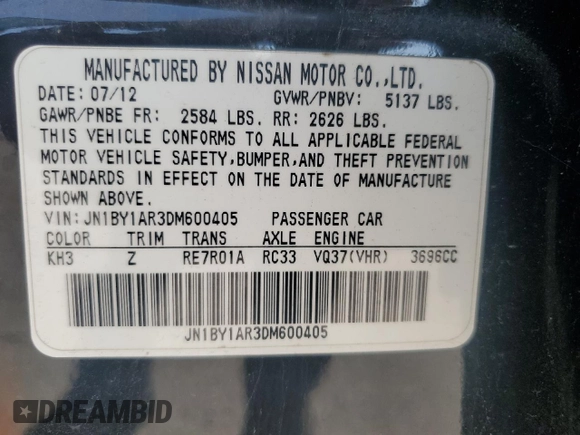 MANUFACTURED BY NISSAN MOTOR CO.,LTD.
DATE: 07/12 GVWR/PNBV: 5137 LBS.
GAWR/PNBE FR: 2584 LBS. RR: 2626 LBS.
THIS VEHICLE CONFORMS TO ALL APPLICABLE FEDERAL
MOTOR VEHICLE SAFETY,BUMPER,AND THEFT PREVENTION
STANDARDS IN EFFECT ON THE DATE OF MANUFACTURE
SHOWN ABOVE.
VIN: JN1BY1AR3DM600405 PASSENGER CAR
COLOR TRIM TRANS AXLE ENGINE
KH3 Z RE7R01A RC33 VQ37(VHR) 3696CC
JN1BY1AR3DM600405
DREAMBID